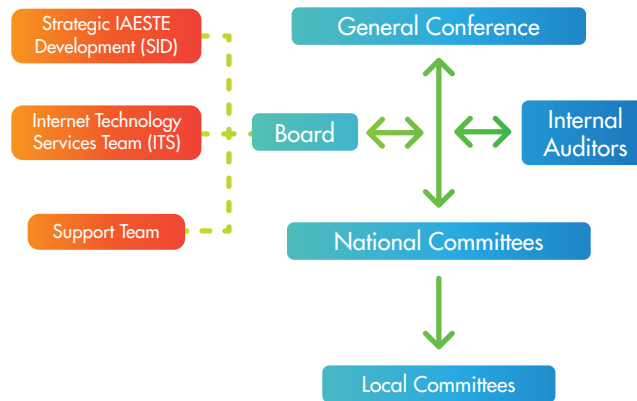 Strategic IAESTE
Development (SID)
General Conference
Internet Technology
Services Team (ITS)
Board
Internal
Auditors
Support Team
National Committees
Local Committees